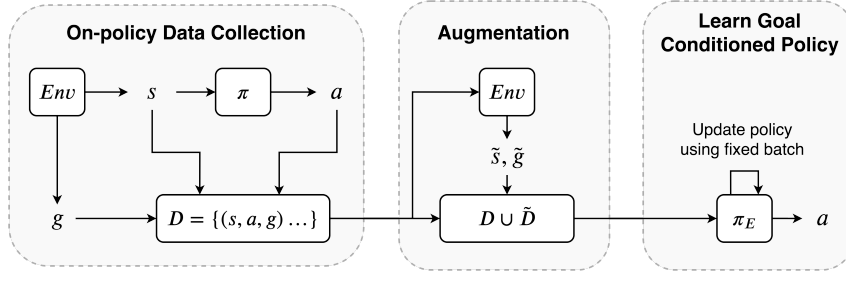 On-policy Data Collection
Env
s
π
a
g
D = {(s, a, g) ...}
Augmentation
Env
s̃, g̃
D ∪ D̃
Learn Goal
Conditioned Policy
Update policy
using fixed batch
π_E
a